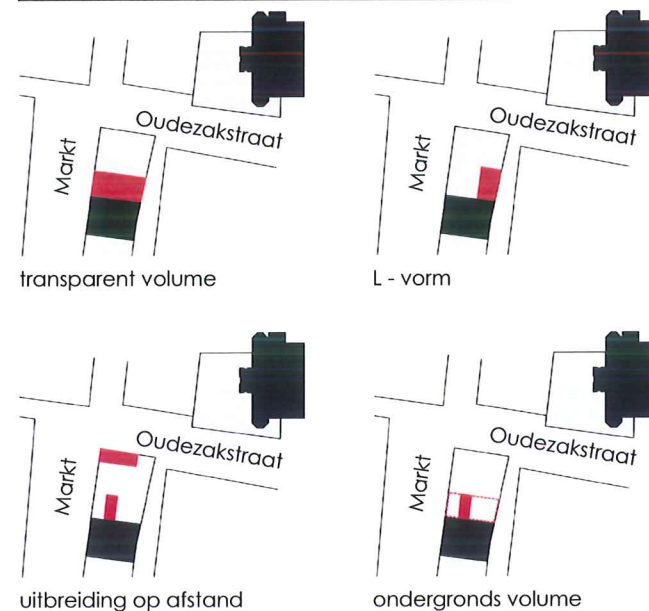 Oudezakstraat
Markt
transparent volume
Oudezakstraat
Markt
L - vorm
Oudezakstraat
Markt
uitbreiding op afstand
Oudezakstraat
Markt
ondergronds volume